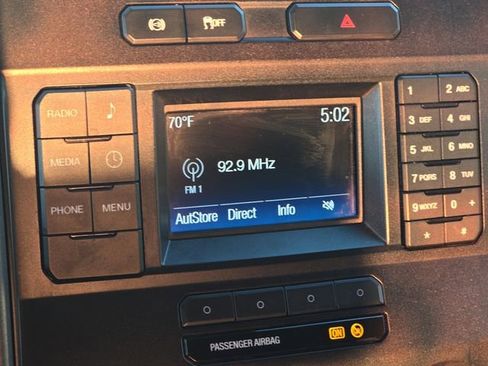 OFF
RADIO
MEDIA
PHONE MENU
70°F 5:02
92.9 MHz
FM 1
AutStore Direct Info
1 2 ABC
3 DEF 4 GHI
5 JKL 6 MNO
7 PQRS 8 TUV
9 WXYZ 0 +
* #
PASSENGER AIRBAG ON